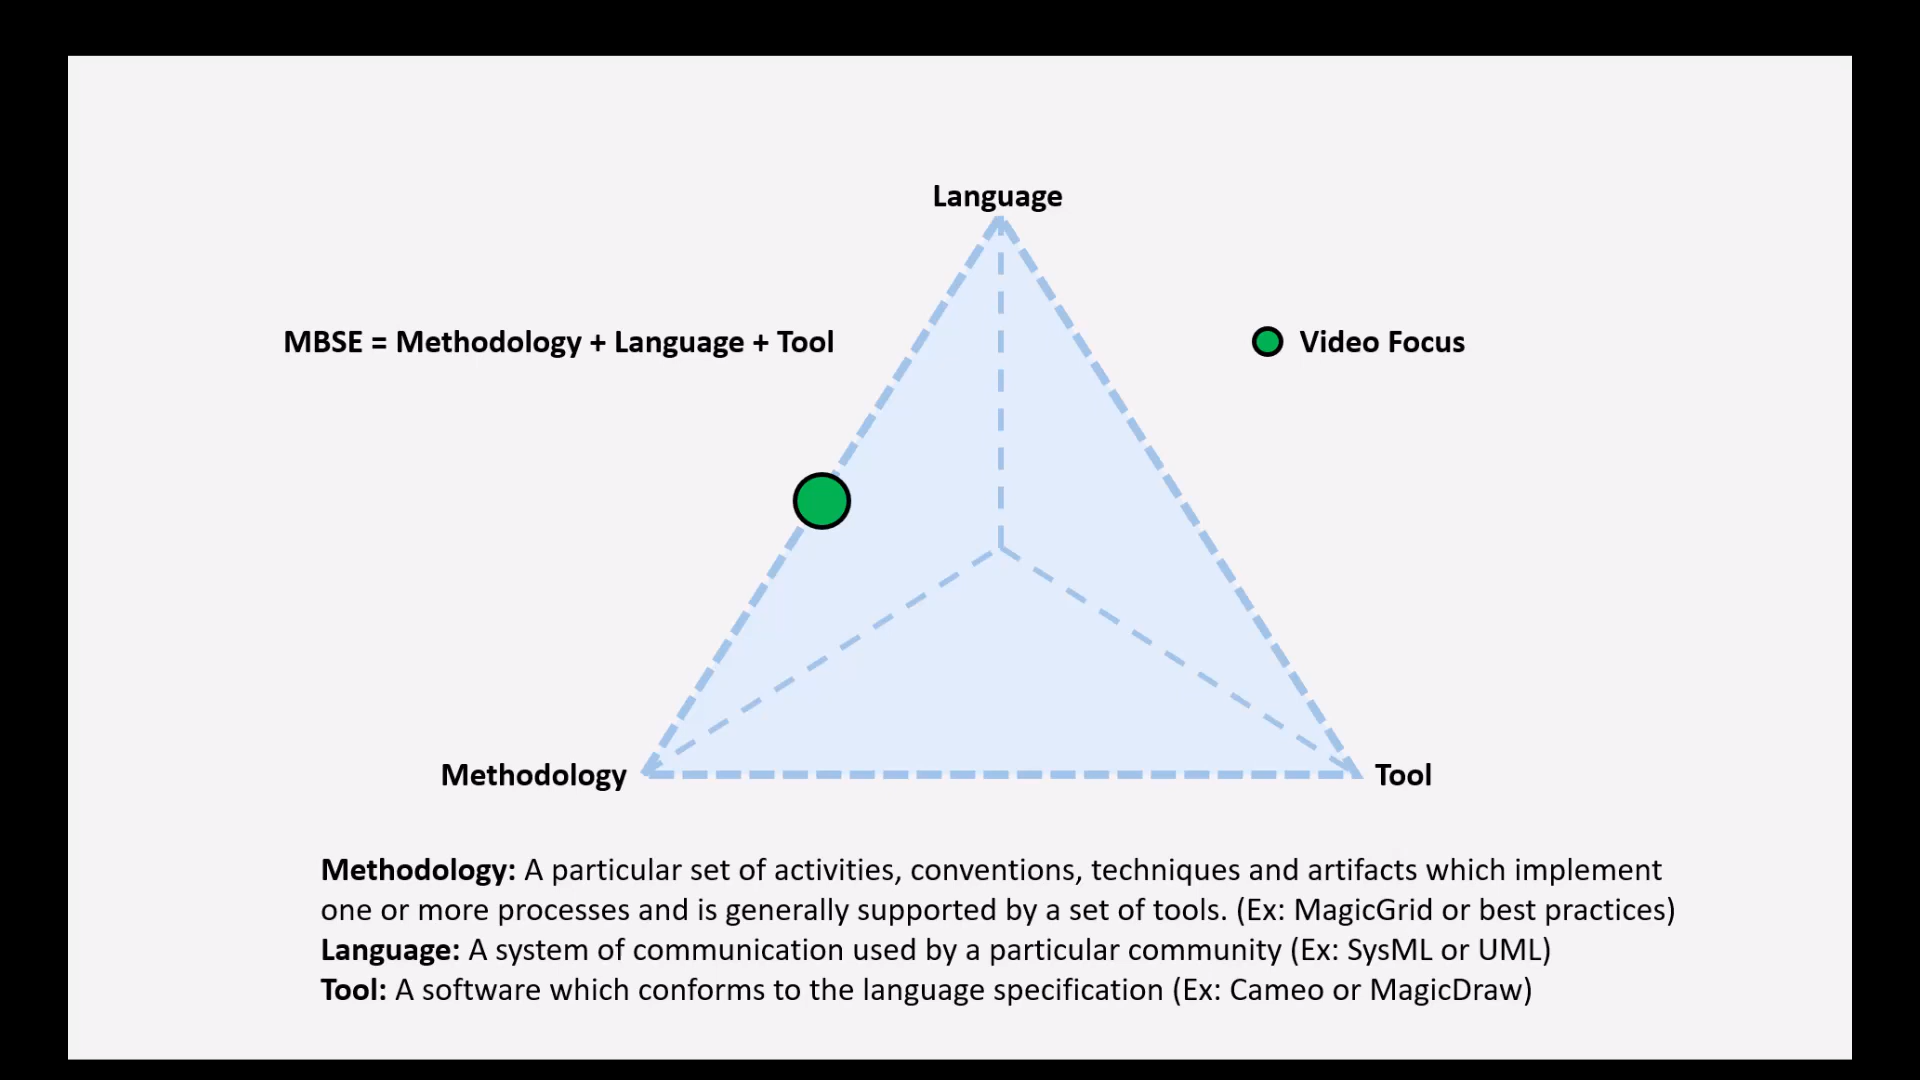 Language
MBSE = Methodology + Language + Tool
Video Focus
Methodology
Tool
Methodology: A particular set of activities, conventions, techniques and artifacts which implement
one or more processes and is generally supported by a set of tools. (Ex: MagicGrid or best practices)
Language: A system of communication used by a particular community (Ex: SysML or UML)
Tool: A software which conforms to the language specification (Ex: Cameo or MagicDraw)